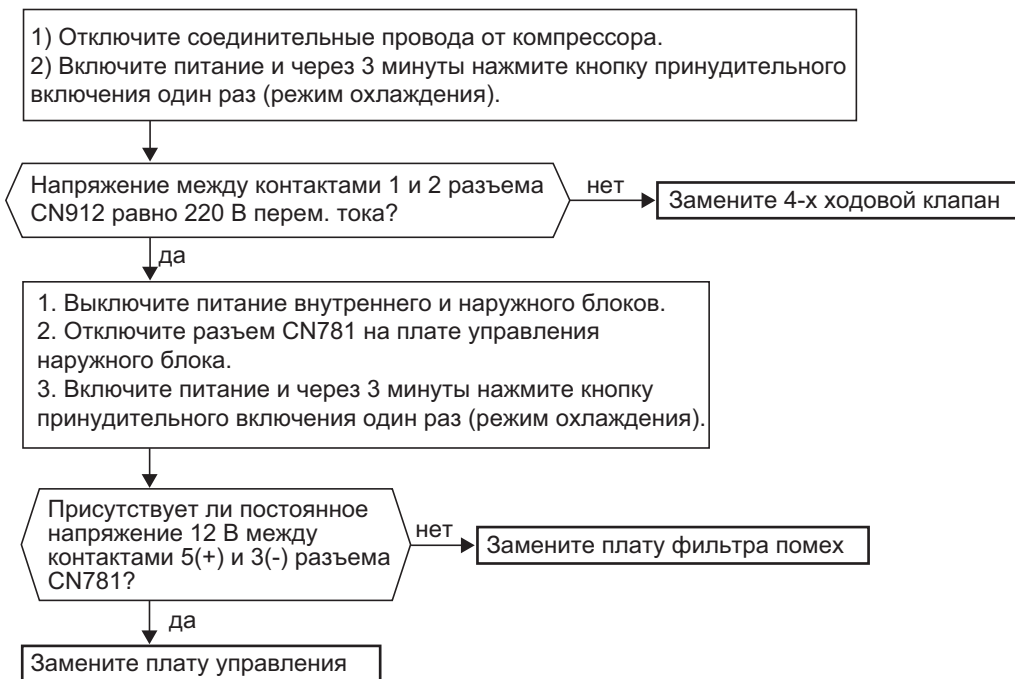 1) Отключите соединительные провода от компрессора.
2) Включите питание и через 3 минуты нажмите кнопку принудительного
включения один раз (режим охлаждения).
Напряжение между контактами 1 и 2 разъема
CN912 равно 220 В перем. тока?
нет
Замените 4-х ходовой клапан
да
1. Выключите питание внутреннего и наружного блоков.
2. Отключите разъем CN781 на плате управления
наружного блока.
3. Включите питание и через 3 минуты нажмите кнопку
принудительного включения один раз (режим охлаждения).
Присутствует ли постоянное
напряжение 12 В между
контактами 5(+) и 3(-) разъема
CN781?
нет
Замените плату фильтра помех
да
Замените плату управления